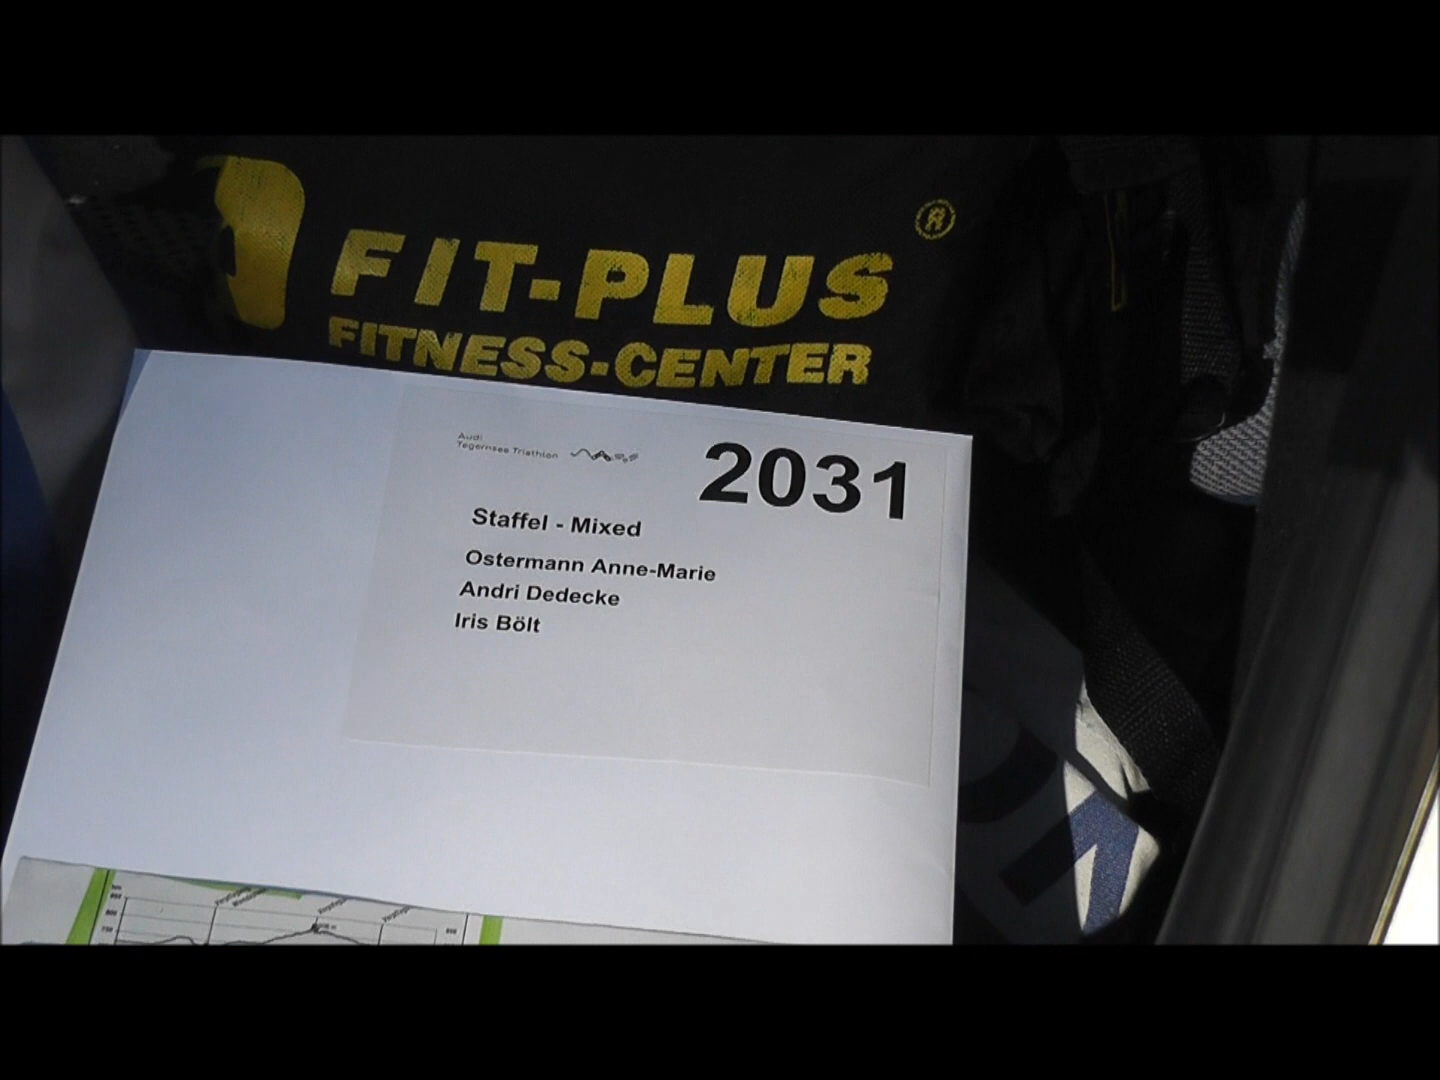 FIT-PLUS
®
FITNESS-CENTER
Audi
Tegernsee Triathlon
2031
Staffel - Mixed
Ostermann Anne-Marie
Andri Dedecke
Iris Bölt